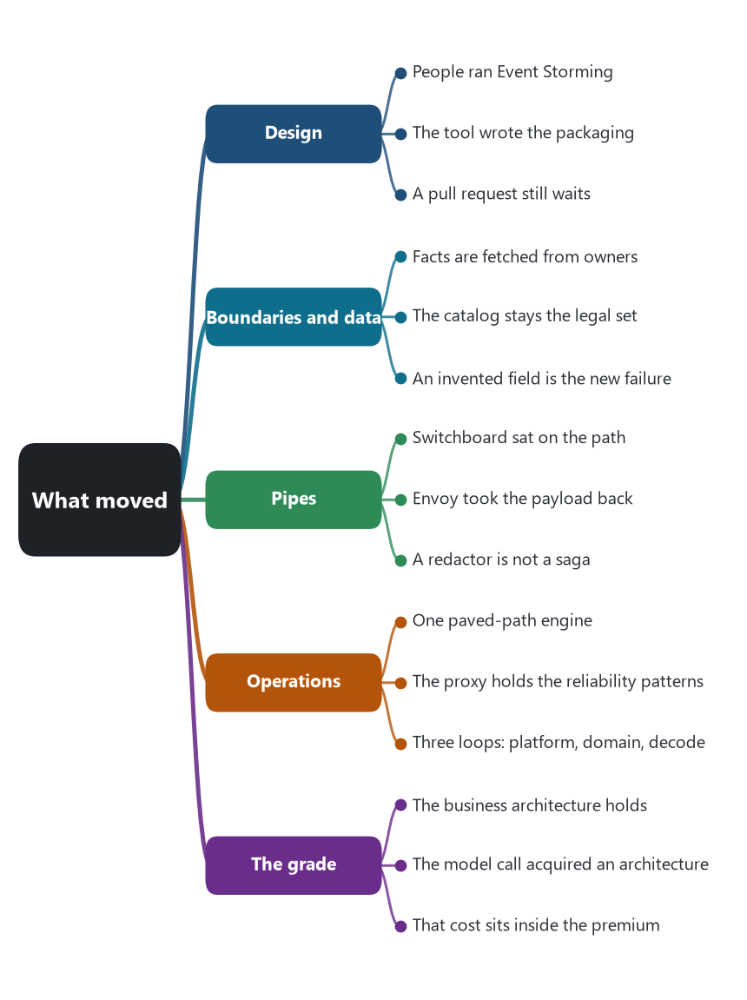 What moved
Design
People ran Event Storming
The tool wrote the packaging
A pull request still waits
Boundaries and data
Facts are fetched from owners
The catalog stays the legal set
An invented field is the new failure
Pipes
Switchboard sat on the path
Envoy took the payload back
A redactor is not a saga
Operations
One paved-path engine
The proxy holds the reliability patterns
Three loops: platform, domain, decode
The grade
The business architecture holds
The model call acquired an architecture
That cost sits inside the premium